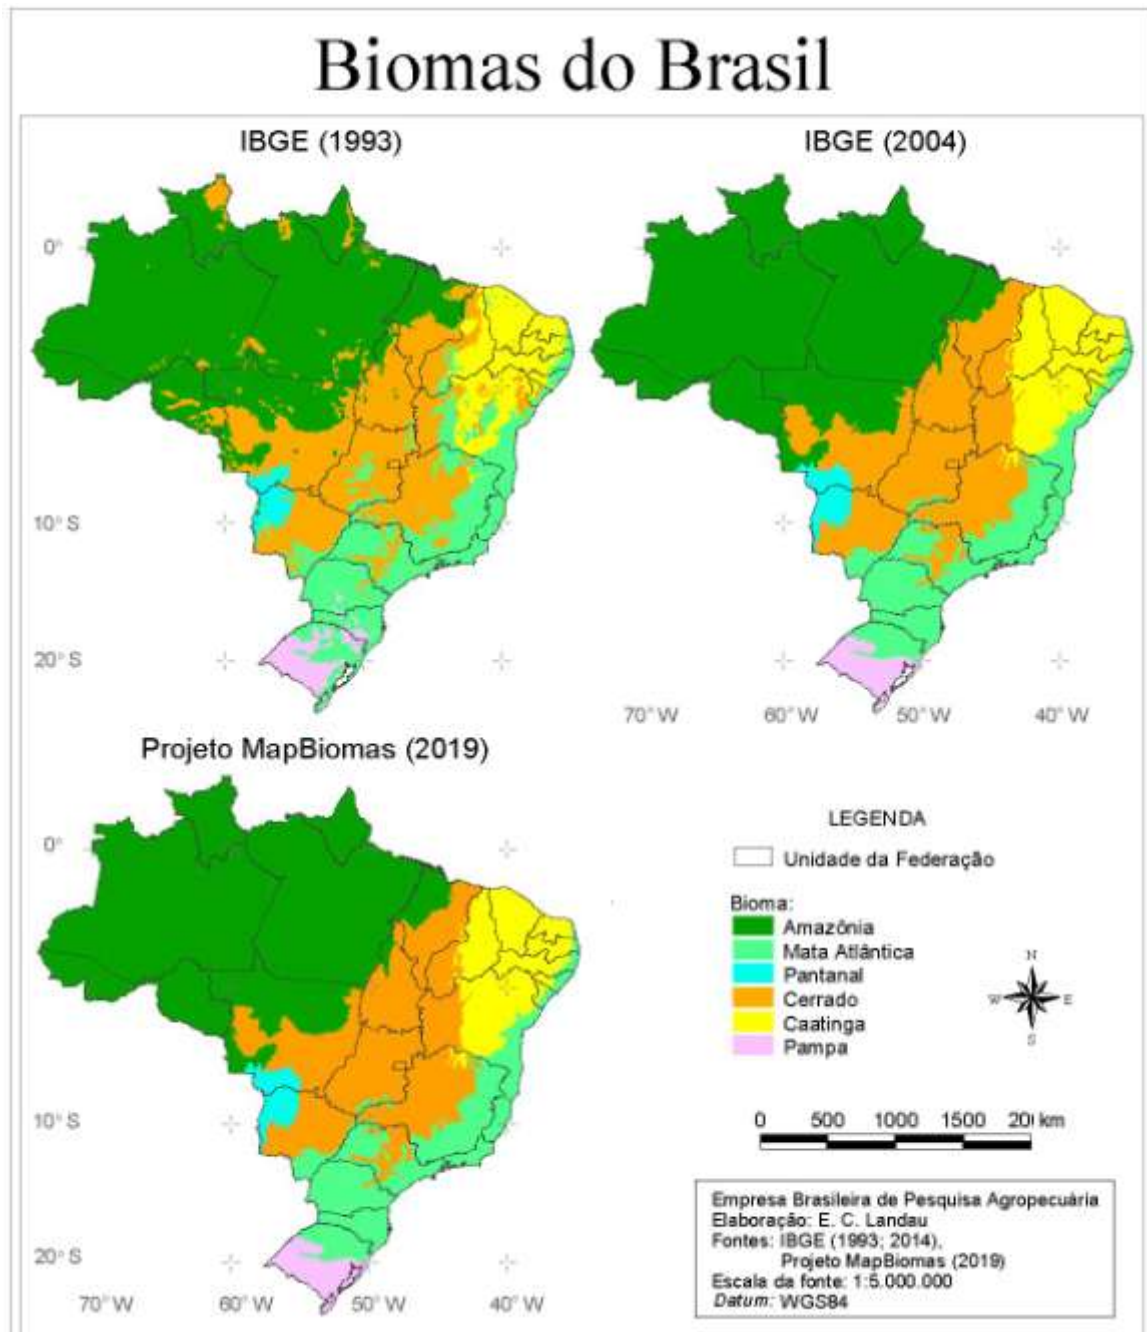 Biomas do Brasil
IBGE (1993)
IBGE (2004)
0°
10° S
20° S
70° W
60° W
50° W
40° W
Projeto MapBiomas (2019)
0°
10° S
20° S
70° W
60° W
50° W
40° W
LEGENDA
Unidade da Federação
Bioma:
Amazônia
Mata Atlântica
Pantanal
Cerrado
Caatinga
Pampa
N
W E
S
0 500 1000 1500 20 km
Empresa Brasileira de Pesquisa Agropecuária
Elaboração: E. C. Landau
Fontes: IBGE (1993; 2014),
Projeto MapBiomas (2019)
Escala da fonte: 1:5.000.000
Datum: WGS84